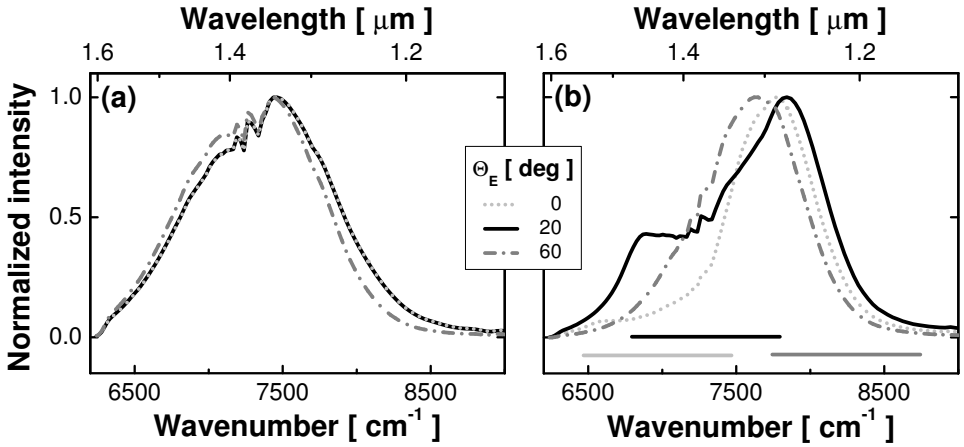 Wavelength [ μm ]
Wavelength [ μm ]
1.6 1.4 1.2
1.6 1.4 1.2
Normalized intensity
1.0
0.5
0.0
(a)
(b)
Θ_E [ deg ]
0
20
60
6500 7500 8500
6500 7500 8500
Wavenumber [ cm⁻¹ ]
Wavenumber [ cm⁻¹ ]